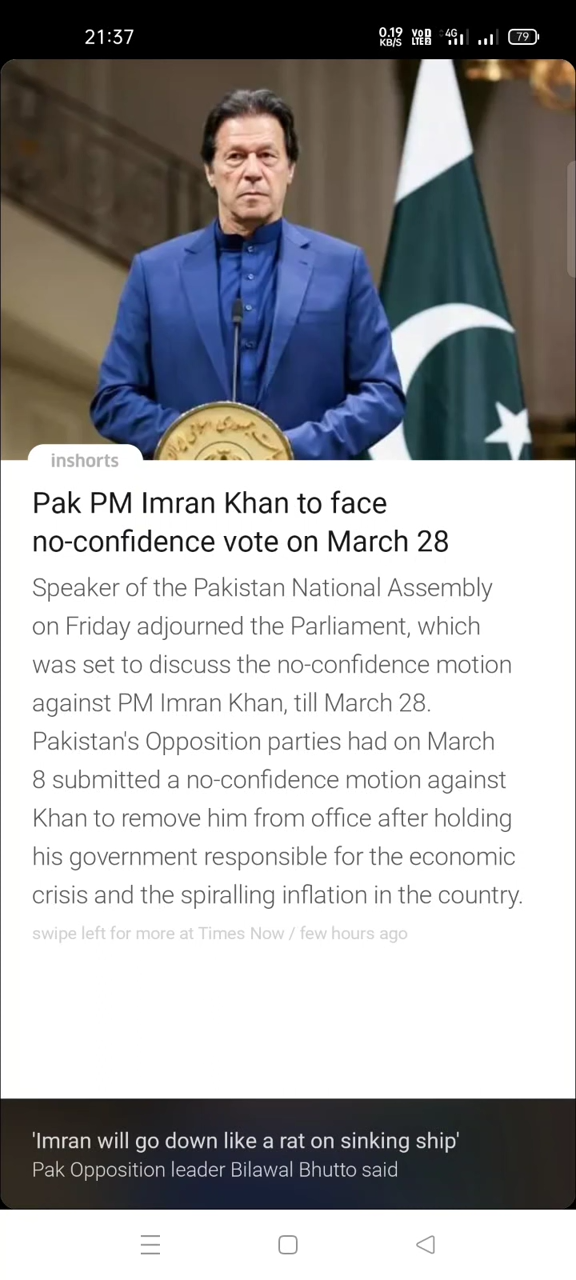 21:37
0.19
KB/S
4G
79
جمهوری اسلامی ایران
inshorts
Pak PM Imran Khan to face
no-confidence vote on March 28
Speaker of the Pakistan National Assembly
on Friday adjourned the Parliament, which
was set to discuss the no-confidence motion
against PM Imran Khan, till March 28.
Pakistan's Opposition parties had on March
8 submitted a no-confidence motion against
Khan to remove him from office after holding
his government responsible for the economic
crisis and the spiralling inflation in the country.
swipe left for more at Times Now / few hours ago
'Imran will go down like a rat on sinking ship'
Pak Opposition leader Bilawal Bhutto said